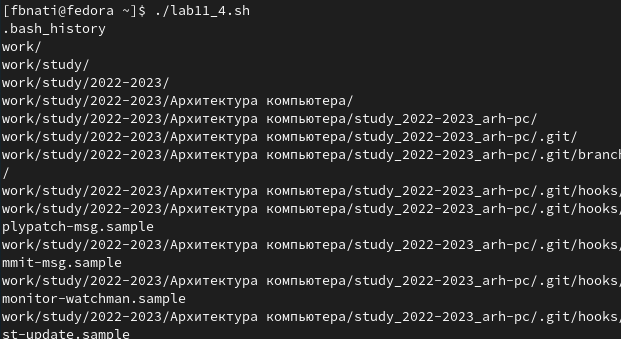 [fbnati@fedora ~]$ ./lab11_4.sh
.bash_history
work/
work/study/
work/study/2022-2023/
work/study/2022-2023/Архитектура компьютера/
work/study/2022-2023/Архитектура компьютера/study_2022-2023_arh-pc/
work/study/2022-2023/Архитектура компьютера/study_2022-2023_arh-pc/.git/
work/study/2022-2023/Архитектура компьютера/study_2022-2023_arh-pc/.git/branch
/
work/study/2022-2023/Архитектура компьютера/study_2022-2023_arh-pc/.git/hooks/
work/study/2022-2023/Архитектура компьютера/study_2022-2023_arh-pc/.git/hooks/
plypatch-msg.sample
work/study/2022-2023/Архитектура компьютера/study_2022-2023_arh-pc/.git/hooks/
mmit-msg.sample
work/study/2022-2023/Архитектура компьютера/study_2022-2023_arh-pc/.git/hooks/
monitor-watchman.sample
work/study/2022-2023/Архитектура компьютера/study_2022-2023_arh-pc/.git/hooks/
st-update.sample